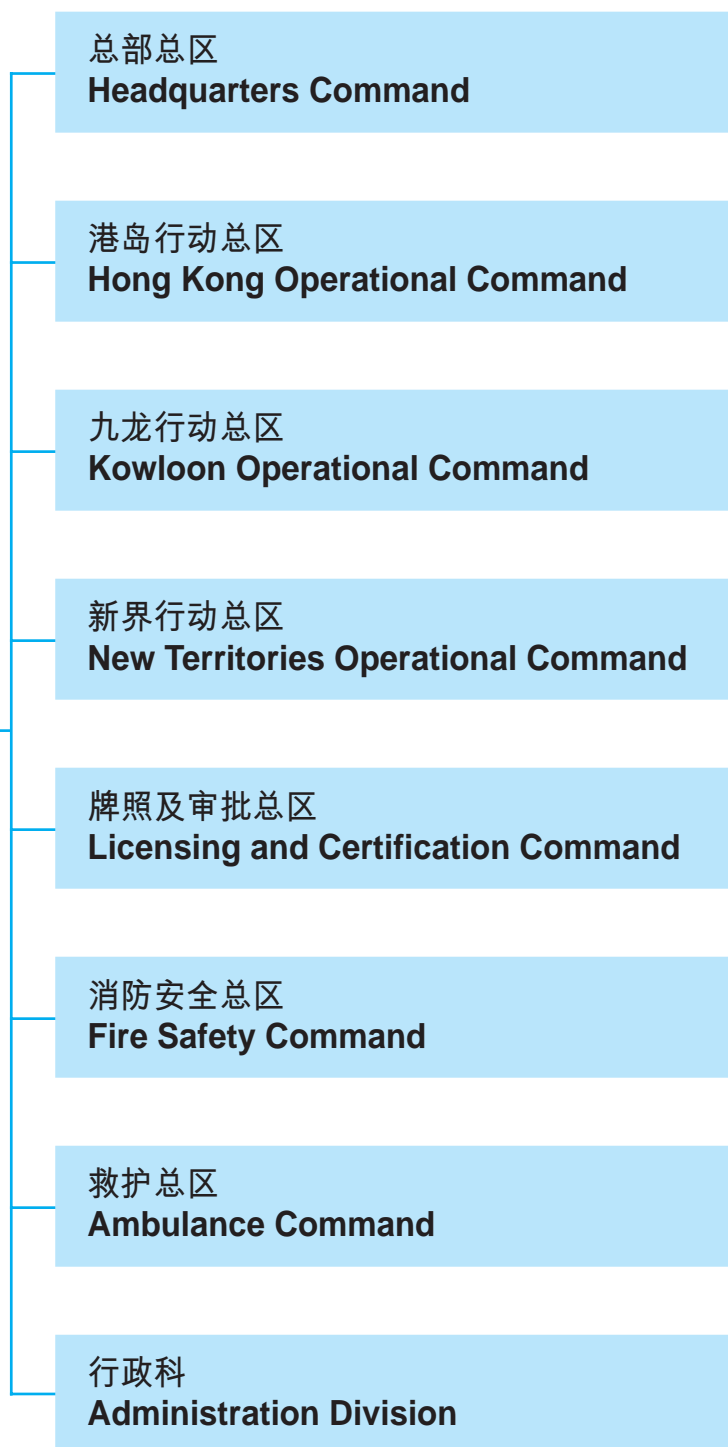 总部总区
Headquarters Command
港岛行动总区
Hong Kong Operational Command
九龙行动总区
Kowloon Operational Command
新界行动总区
New Territories Operational Command
牌照及审批总区
Licensing and Certification Command
消防安全总区
Fire Safety Command
救护总区
Ambulance Command
行政科
Administration Division